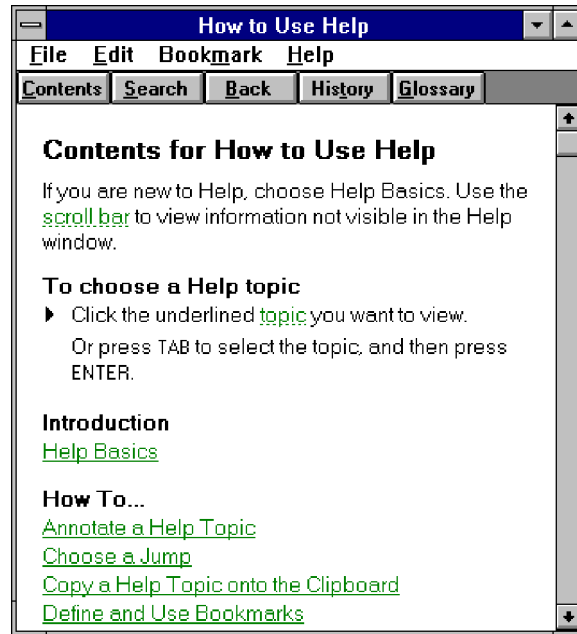 How to Use Help
File Edit Bookmark Help
Contents Search Back History Glossary
Contents for How to Use Help
If you are new to Help, choose Help Basics. Use the
scroll bar to view information not visible in the Help
window.
To choose a Help topic
Click the underlined topic you want to view.
Or press TAB to select the topic, and then press
ENTER.
Introduction
Help Basics
How To...
Annotate a Help Topic
Choose a Jump
Copy a Help Topic onto the Clipboard
Define and Use Bookmarks